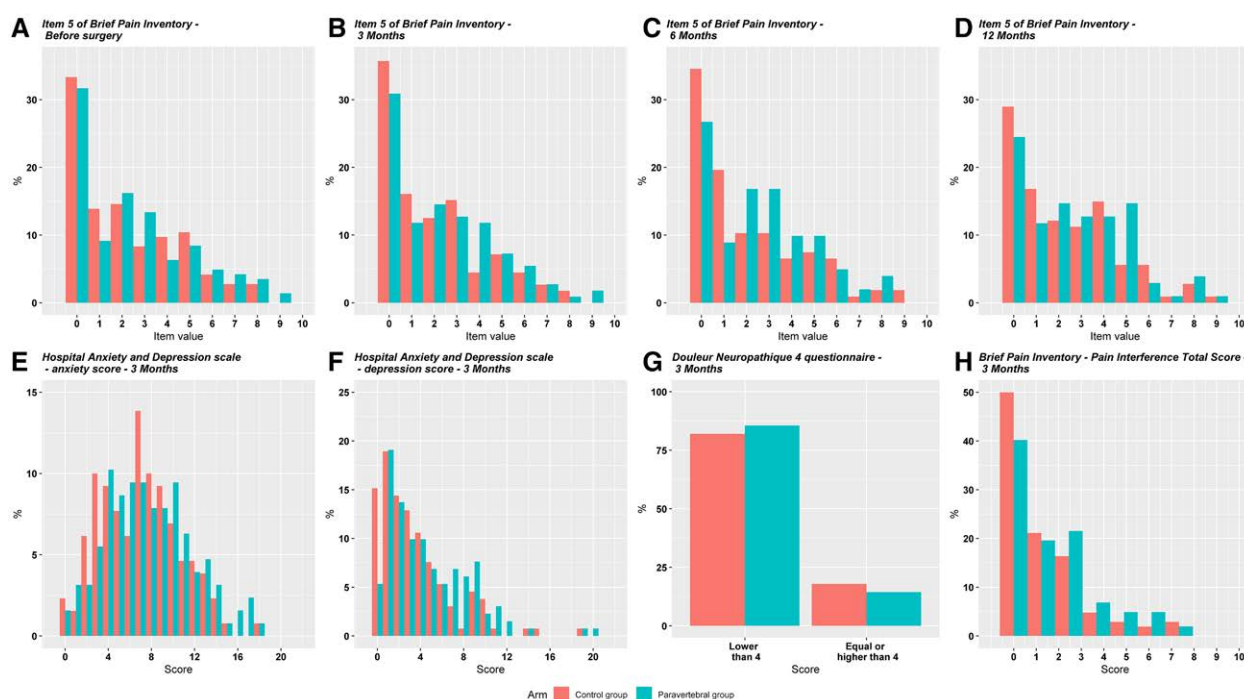 A
Item 5 of Brief Pain Inventory -
Before surgery
%
30
20
10
0
0 1 2 3 4 5 6 7 8 9 10
Item value
B
Item 5 of Brief Pain Inventory -
3 Months
%
30
20
10
0
0 1 2 3 4 5 6 7 8 9 10
Item value
C
Item 5 of Brief Pain Inventory -
6 Months
%
30
20
10
0
0 1 2 3 4 5 6 7 8 9 10
Item value
D
Item 5 of Brief Pain Inventory -
12 Months
%
30
20
10
0
0 1 2 3 4 5 6 7 8 9 10
Item value
E
Hospital Anxiety and Depression scale
- anxiety score - 3 Months
%
15
10
5
0
0 4 8 12 16 20
Score
F
Hospital Anxiety and Depression scale
- depression score - 3 Months
%
25
20
15
10
5
0
0 4 8 12 16 20
Score
G
Douleur Neuropathique 4 questionnaire -
3 Months
%
100
75
50
25
0
Lower than 4
Equal or higher than 4
Score
H
Brief Pain Inventory - Pain Interference Total Score -
3 Months
%
50
40
30
20
10
0
0 1 2 3 4 5 6 7 8 9 10
Score
Arm Control group Paravertebral group